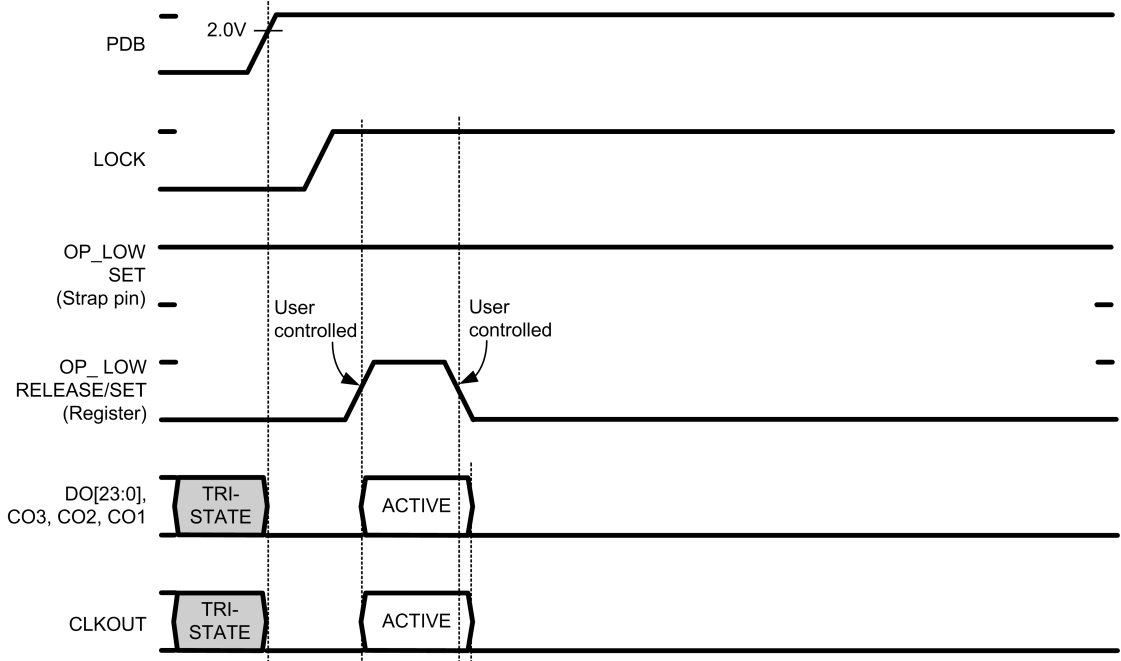 2.0V
PDB
LOCK
OP_LOW
SET
(Strap pin)
User
controlled
User
controlled
OP_ LOW
RELEASE/SET
(Register)
DO[23:0],
CO3, CO2, CO1
TRI-
STATE
ACTIVE
CLKOUT
TRI-
STATE
ACTIVE